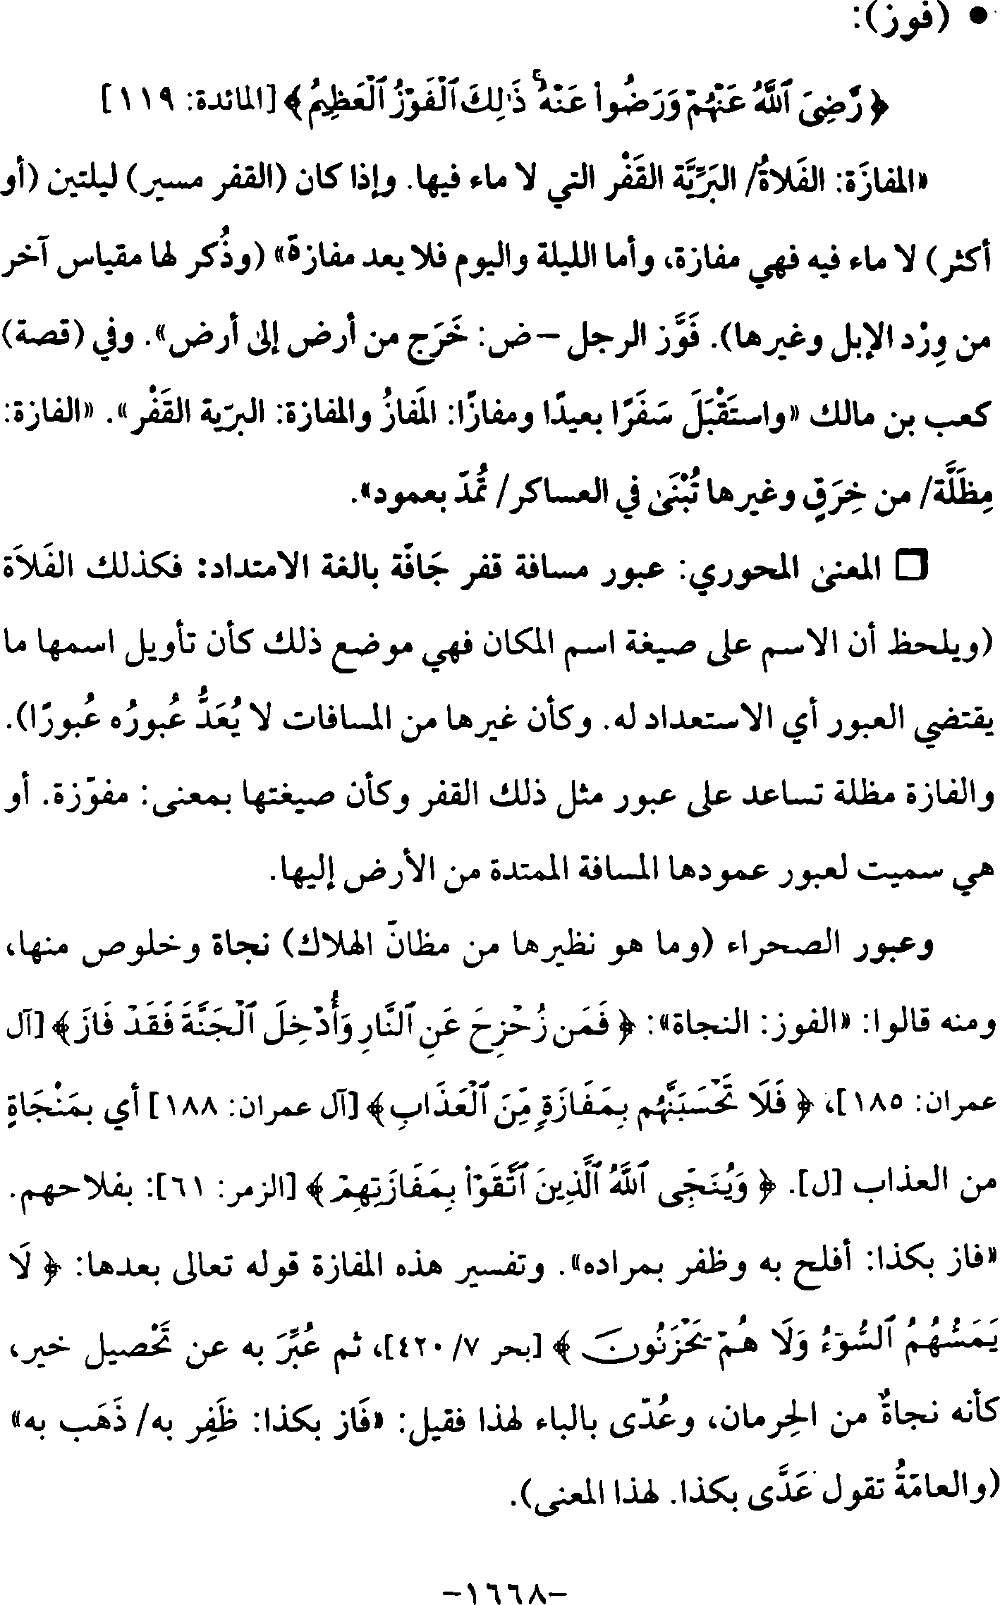 • (فوز):
﴿رَّضِيَ ٱللَّهُ عَنْهُمْ وَرَضُوا۟ عَنْهُ ۚ ذَٰلِكَ ٱلْفَوْزُ ٱلْعَظِيمُ﴾ [المائدة: ١١٩]
«المفازَة: الفَلاةُ/ البَرِّيَّة القَفْر التي لا ماء فيها. وإذا كان (القفر مسير) ليلتين (أو
أكثر) لا ماء فيه فهي مفازة، وأما الليلة واليوم فلا يعد مفازة» (وذُكر لها مقياس آخر
من وِرْد الإبل وغيرها). فَوَّز الرجل – ض: خَرَج من أرض إلى أرض». وفي (قصة)
كعب بن مالك «واستَقْبَلَ سَفَرًا بعيدًا ومفازًا: المَفازُ والمفازة: البرّية القَفْر». «الفازة:
مِظَلَّة/ من خِرَقٍ وغيرها تُبْنَىٰ في العساكر/ تُمدّ بعمود».
□ المعنى المحوري: عبور مسافة قفر جَافّة بالغة الامتداد: فكذلك الفَلاَة
(ويلحظ أن الاسم على صيغة اسم المكان فهي موضع ذلك كأن تأويل اسمها ما
يقتضي العبور أي الاستعداد له. وكأن غيرها من المسافات لا يُعَدُّ عُبورُه عُبورًا).
والفازة مظلة تساعد على عبور مثل ذلك القفر وكأن صيغتها بمعنى: مفوّزة. أو
هي سميت لعبور عمودها المسافة الممتدة من الأرض إليها.
وعبور الصحراء (وما هو نظيرها من مظانّ الهلاك) نجاة وخلوص منها،
ومنه قالوا: «الفوز: النجاة»: ﴿فَمَن زُحْزِحَ عَنِ ٱلنَّارِ وَأُدْخِلَ ٱلْجَنَّةَ فَقَدْ فَازَ﴾ [آل
عمران: ١٨٥]، ﴿فَلَا تَحْسَبَنَّهُم بِمَفَازَةٍ مِّنَ ٱلْعَذَابِ﴾ [آل عمران: ١٨٨] أي بمَنْجَاةٍ
من العذاب [ل]. ﴿وَيُنَجِّى ٱللَّهُ ٱلَّذِينَ ٱتَّقَوْا۟ بِمَفَازَتِهِمْ﴾ [الزمر: ٦١]: بفلاحهم.
«فاز بكذا: أفلح به وظفر بمراده». وتفسير هذه المفازة قوله تعالى بعدها: ﴿لَا
يَمَسُّهُمُ ٱلسُّوٓءُ وَلَا هُمْ يَحْزَنُونَ﴾ [بحر ٧/ ٤٢٠]، ثم عُبِّرَ به عن تَحْصيل خير،
كأنه نجاةٌ من الحِرمان، وعُدّى بالباء لهذا فقيل: «فَاز بكذا: ظَفِر به/ ذَهَب به»
(والعامّةُ تقول عَدَّى بكذا. لهذا المعنى).
-١٦٦٨-